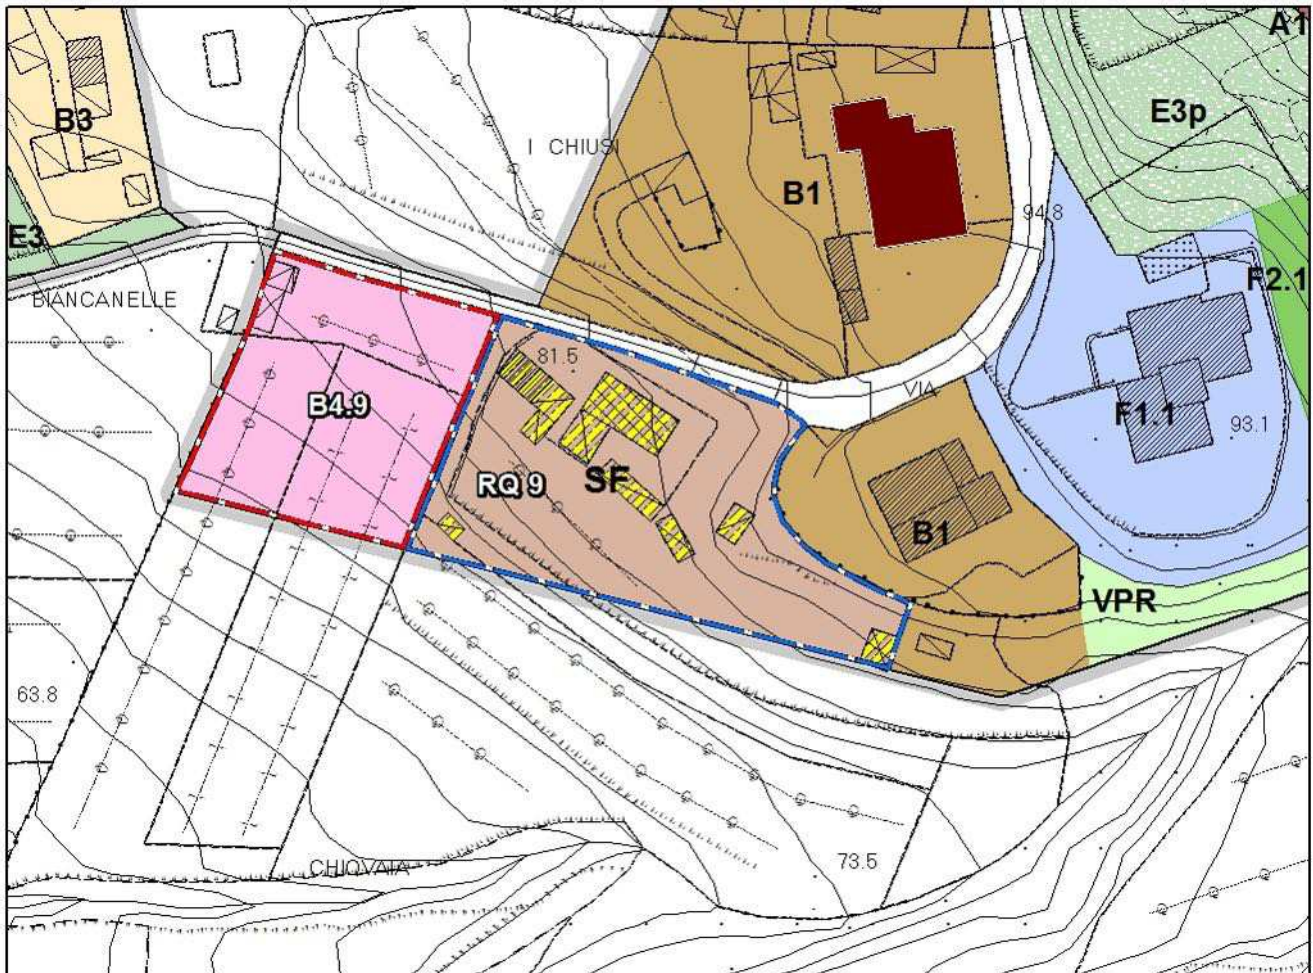 A1
B3
E3p
I CHIUSI
B1
94.8
E3
F2.1
BIANCANELLE
81.5
VIA
B4.9
F1.1
93.1
RQ 9
SF
B1
VPR
63.8
73.5
CHIOVAIA